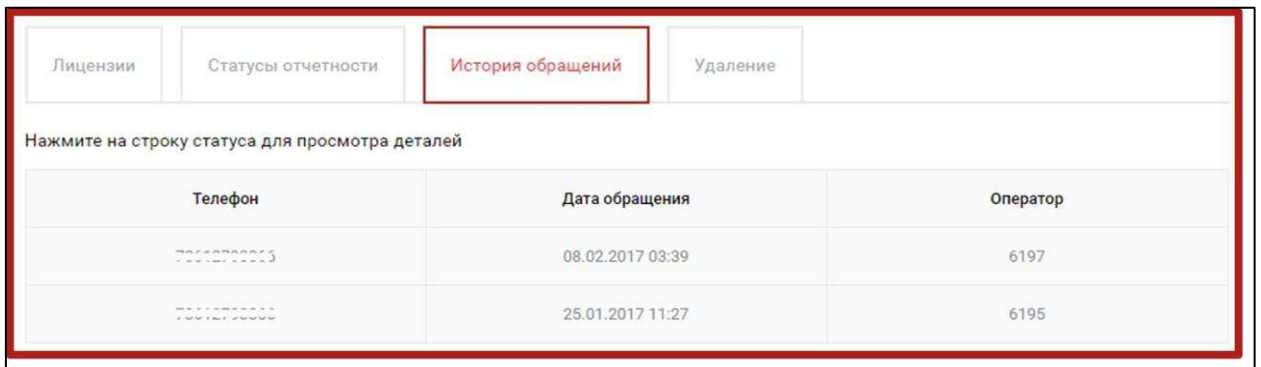 Лицензии Статусы отчетности История обращений Удаление
Нажмите на строку статуса для просмотра деталей
Телефон Дата обращения Оператор
08.02.2017 03:39 6197
25.01.2017 11:27 6195